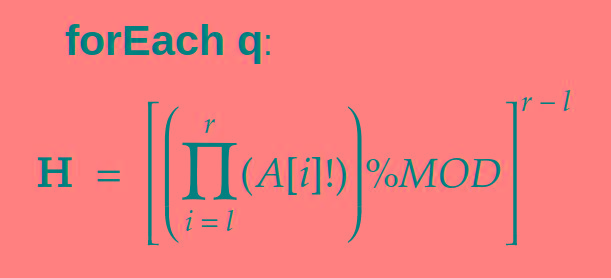 forEach q:
H = [(∏_{i = l}^{r} (A[i]!)) %MOD]^{r – l}